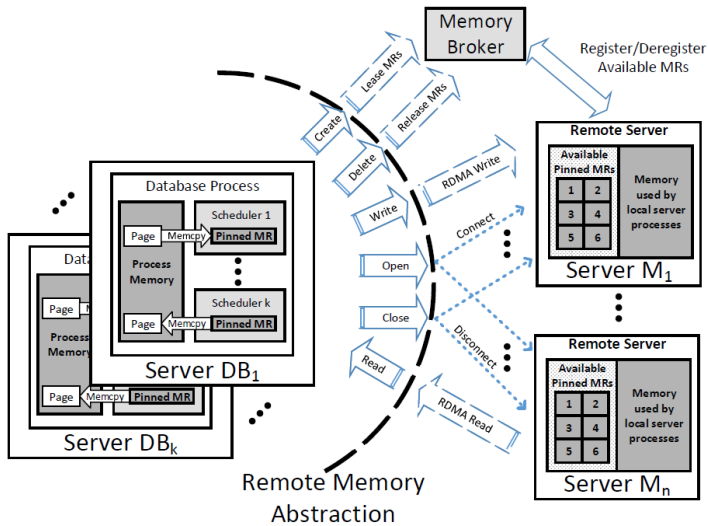 Memory
Broker
Register/Deregister
Available MRs
Lease MRs
Release MRs
Create
Delete
Write
RDMA Write
Open
Close
Connect
Disconnect
Read
RDMA Read
Database Process
Page
Memcpy
Scheduler 1
Pinned MR
Process
Memory
Scheduler k
Page
Memcpy
Pinned MR
Server DB1
Data
Page
Process
Memory
Page
Memcpy
Pinned MR
Server DBk
Remote Server
Available
Pinned MRs
1 2
3 4
5 6
Memory
used by
local server
processes
Server M1
Remote Server
Available
Pinned MRs
1 2
3 4
5 6
Memory
used by
local server
processes
Server Mn
Remote Memory
Abstraction